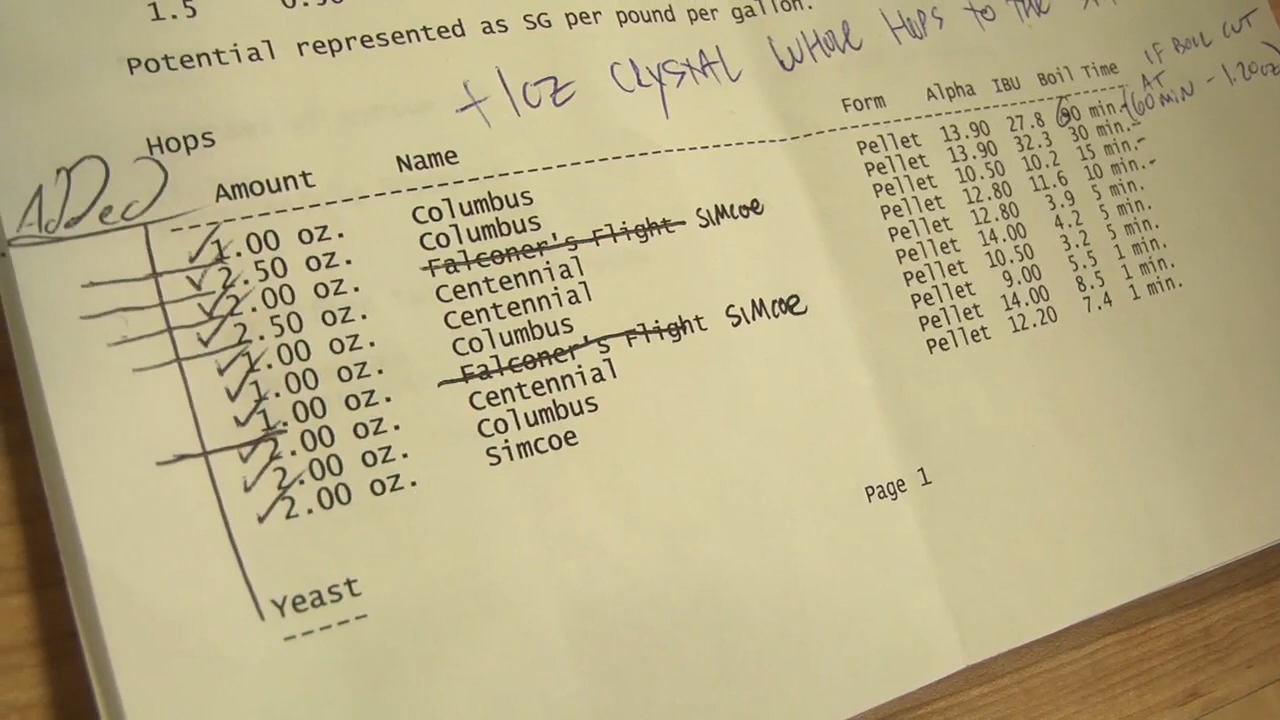 1.5
Potential represented as SG per pound per gallon.
+1oz CRYSTAL WHOLE HOPS TO THE
IF BOIL CUT
AT
60 MIN - 1.20oz)
Hops
ADDED
Amount Name Form Alpha IBU Boil Time
1.00 oz. Columbus Pellet 13.90 27.8 90 min.
2.50 oz. Columbus Pellet 13.90 32.3 30 min.-
2.00 oz. Falconer's Flight SIMCOE Pellet 10.50 10.2 15 min.-
2.50 oz. Centennial Pellet 12.80 11.6 10 min.-
1.00 oz. Centennial Pellet 12.80 3.9 5 min.
1.00 oz. Columbus Pellet 14.00 4.2 5 min.
1.00 oz. Falconer's Flight SIMCOE Pellet 10.50 3.2 5 min.
2.00 oz. Centennial Pellet 9.00 5.5 1 min.
2.00 oz. Columbus Pellet 14.00 8.5 1 min.
2.00 oz. Simcoe Pellet 12.20 7.4 1 min.
Page 1
Yeast